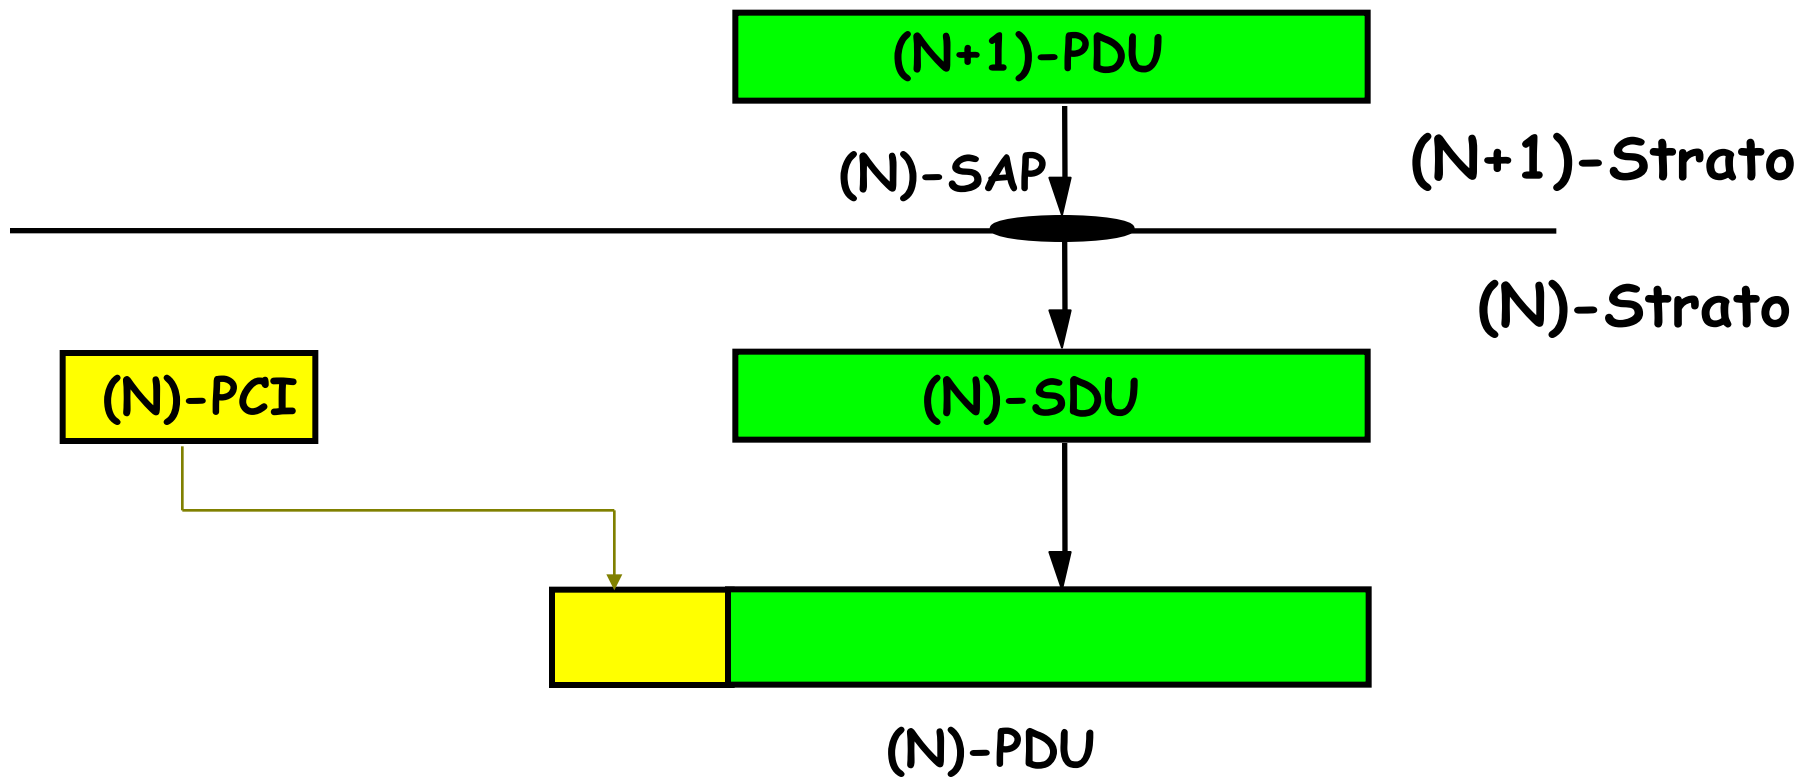 (N+1)-PDU
(N)-SAP
(N+1)-Strato
(N)-Strato
(N)-PCI
(N)-SDU
(N)-PDU